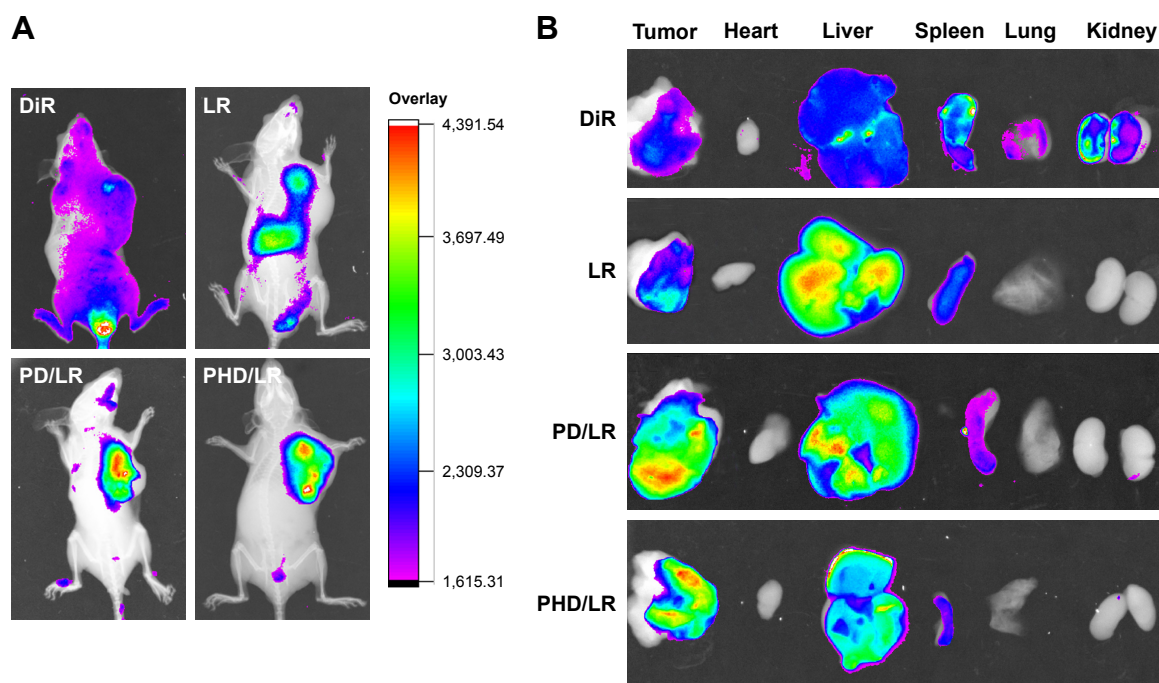 A
DiR
LR
PD/LR
PHD/LR
Overlay
4,391.54
3,697.49
3,003.43
2,309.37
1,615.31
B
Tumor Heart Liver Spleen Lung Kidney
DiR
LR
PD/LR
PHD/LR